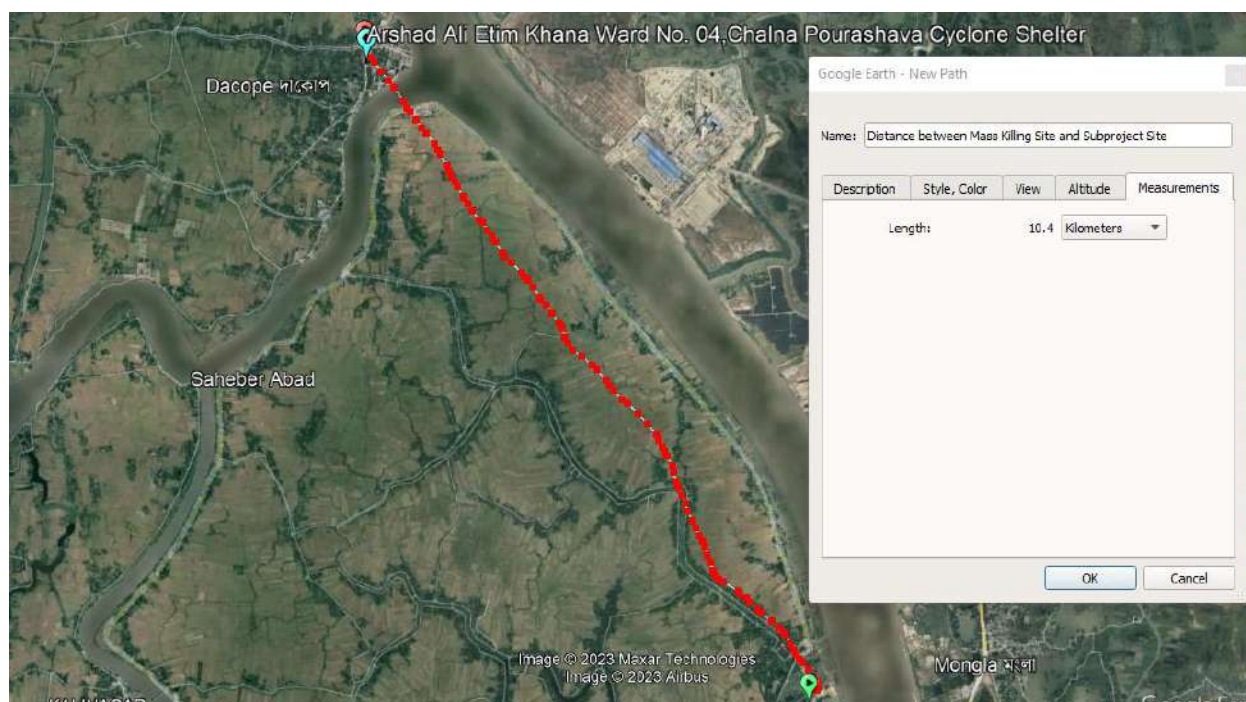 Arshad Ali Etim Khana Ward No. 04,Chalna Pourashava Cyclone Shelter
Dacope দাকোপ
Saheber Abad
Mongla মংলা
Image © 2023 Maxar Technologies
Image © 2023 Airbus
Google Earth - New Path
Name: Distance between Mass Killing Site and Subproject Site
Description Style, Color View Altitude Measurements
Length: 10.4 Kilometers
OK Cancel